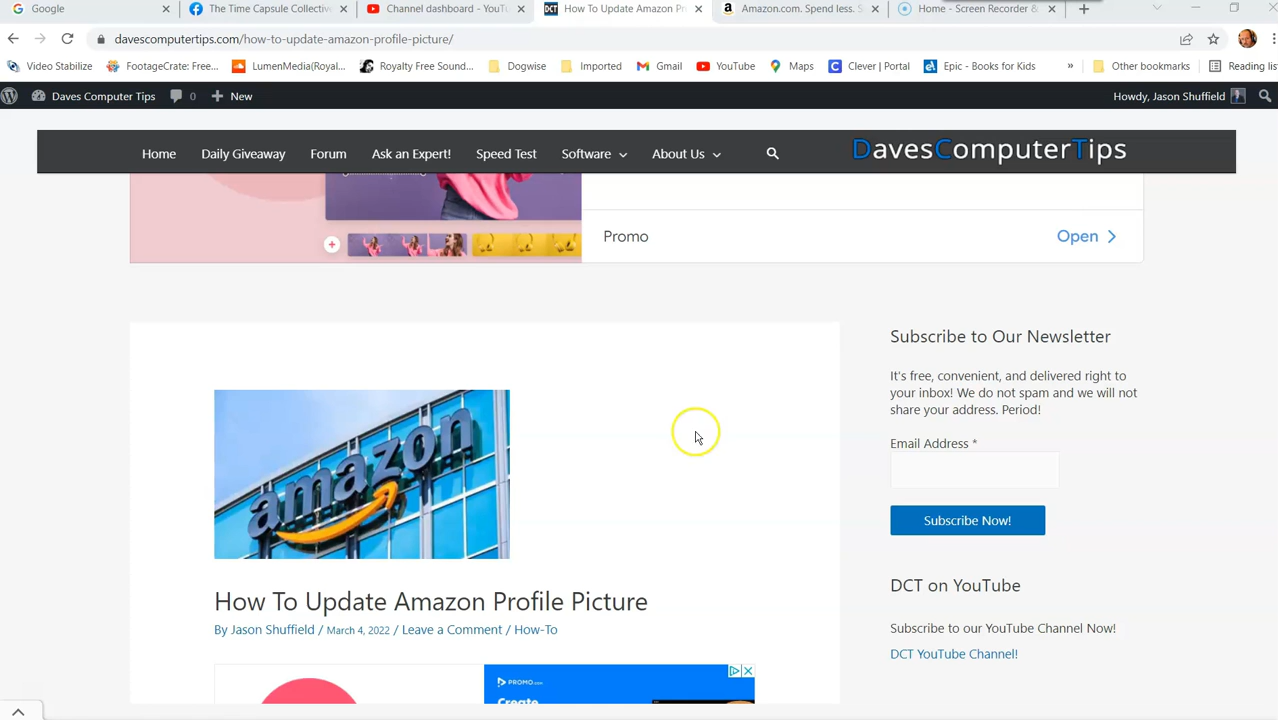 Google
The Time Capsule Collectiv
Channel dashboard - YouTu
DCT How To Update Amazon Pr
Amazon.com. Spend less. S
Home - Screen Recorder &
davescomputertips.com/how-to-update-amazon-profile-picture/
Video Stabilize
FootageCrate: Free...
LumenMedia(Royal...
Royalty Free Sound...
Dogwise
Imported
Gmail
YouTube
Maps
Clever | Portal
Epic - Books for Kids
»
Other bookmarks
Reading list
Daves Computer Tips
0
New
Howdy, Jason Shuffield
Home
Daily Giveaway
Forum
Ask an Expert!
Speed Test
Software
About Us
DavesComputerTips
Promo
Open
amazon
How To Update Amazon Profile Picture
By Jason Shuffield / March 4, 2022 / Leave a Comment / How-To
PROMO.com
Create
Subscribe to Our Newsletter
It's free, convenient, and delivered right to
your inbox! We do not spam and we will not
share your address. Period!
Email Address *
Subscribe Now!
DCT on YouTube
Subscribe to our YouTube Channel Now!
DCT YouTube Channel!